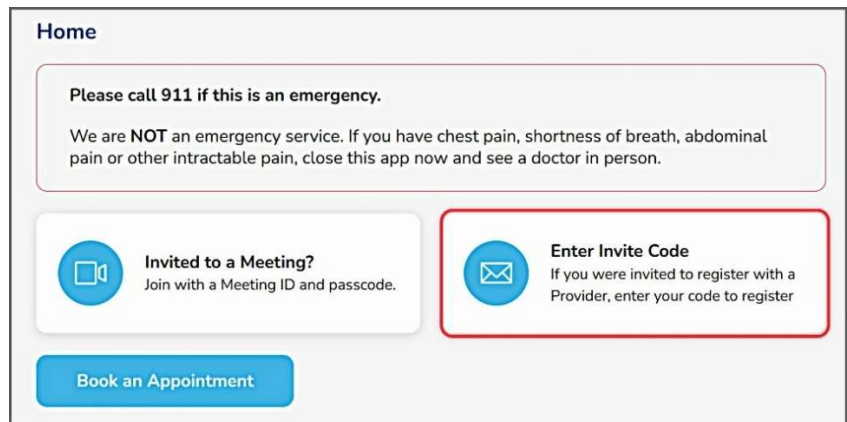 Home
Please call 911 if this is an emergency.
We are NOT an emergency service. If you have chest pain, shortness of breath, abdominal
pain or other intractable pain, close this app now and see a doctor in person.
Invited to a Meeting?
Join with a Meeting ID and passcode.
Enter Invite Code
If you were invited to register with a
Provider, enter your code to register
Book an Appointment